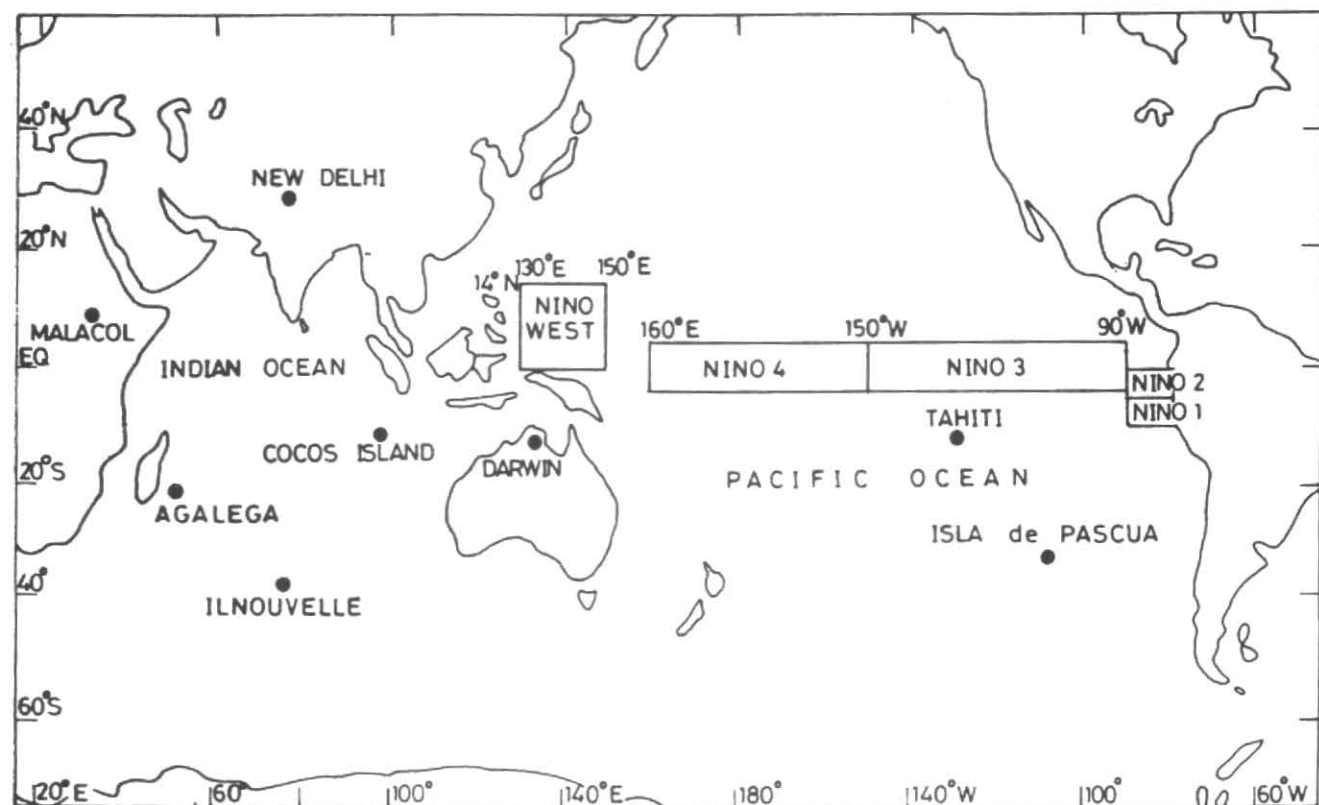 40°N
NEW DELHI
20°N
130°E
150°E
14°N
NINO
WEST
MALACOL
160°E
150°W
90°W
EQ
INDIAN OCEAN
NINO 4
NINO 3
NINO 2
NINO 1
TAHITI
COCOS ISLAND
DARWIN
20°S
PACIFIC OCEAN
AGALEGA
ISLA de PASCUA
40°
ILNOUVELLE
60°S
20°E
60°
100°
140°E
180°
140°W
100°
60°W